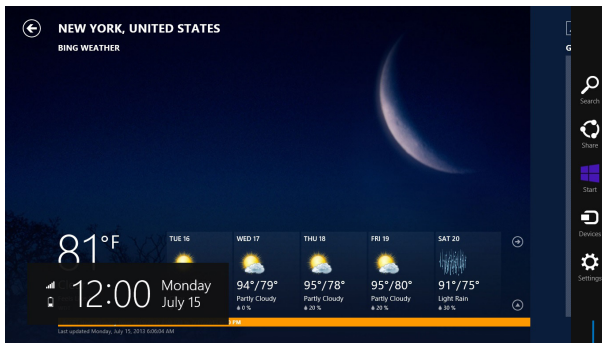 NEW YORK, UNITED STATES
BING WEATHER
81°F
TUE 16
WED 17
94°/79°
Partly Cloudy
0 %
THU 18
95°/78°
Partly Cloudy
20 %
FRI 19
95°/80°
Partly Cloudy
20 %
SAT 20
91°/75°
Light Rain
30 %
12:00
Monday
July 15
PM
Last updated Monday, July 15, 2013 6:06:04 AM
Search
Share
Start
Devices
Settings